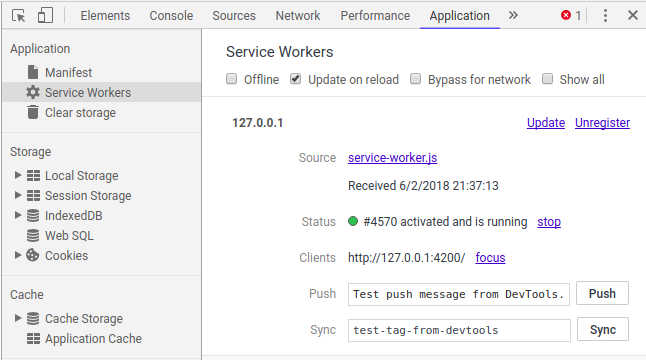 Elements Console Sources Network Performance Application » 1
Application
Manifest
Service Workers
Clear storage
Storage
Local Storage
Session Storage
IndexedDB
Web SQL
Cookies
Cache
Cache Storage
Application Cache
Service Workers
Offline Update on reload Bypass for network Show all
127.0.0.1 Update Unregister
Source service-worker.js
Received 6/2/2018 21:37:13
Status #4570 activated and is running stop
Clients http://127.0.0.1:4200/ focus
Push Test push message from DevTools. Push
Sync test-tag-from-devtools Sync